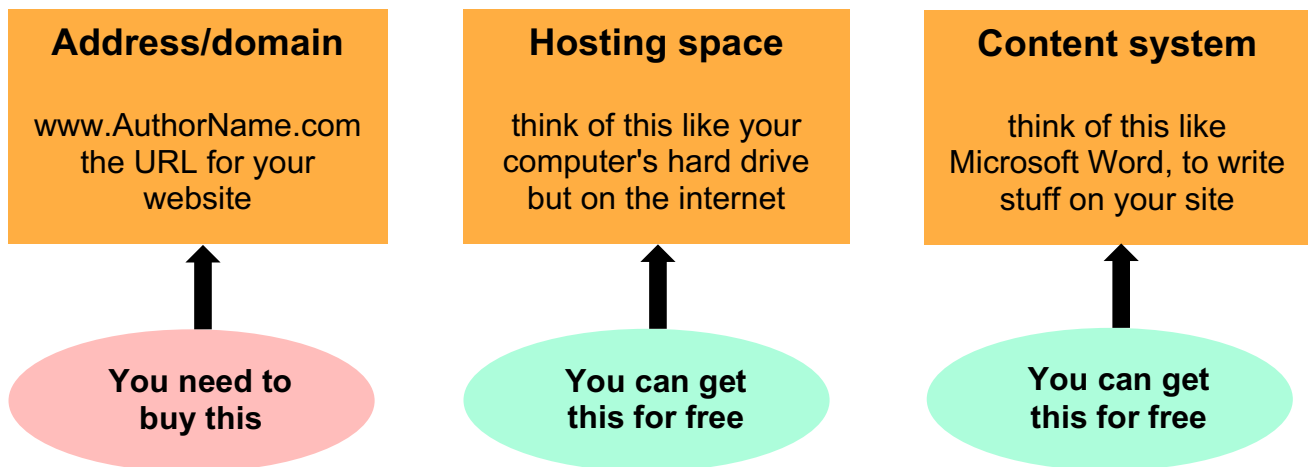 Address/domain
www.AuthorName.com
the URL for your
website
Hosting space
think of this like your
computer's hard drive
but on the internet
Content system
think of this like
Microsoft Word, to write
stuff on your site
You need to
buy this
You can get
this for free
You can get
this for free